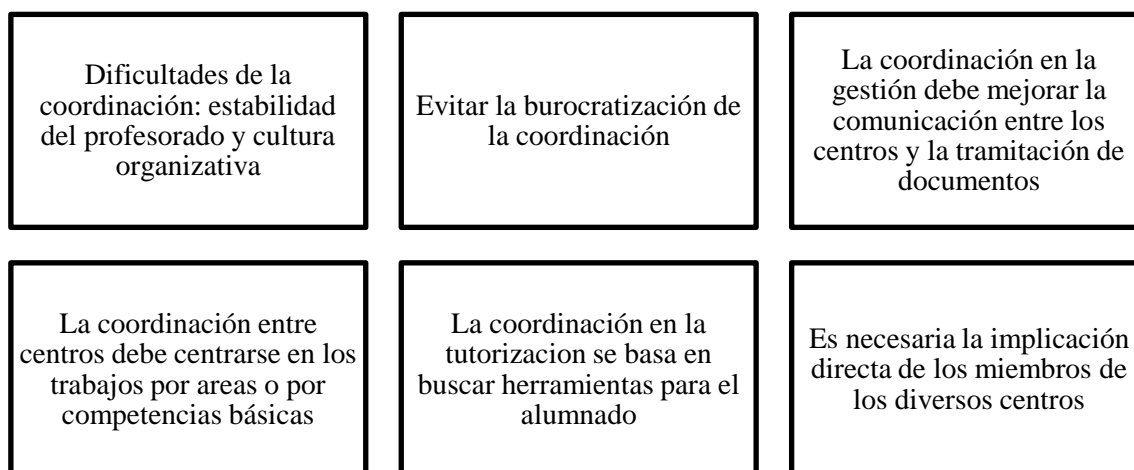 Dificultades de la
coordinación: estabilidad
del profesorado y cultura
organizativa
Evitar la burocratización de
la coordinación
La coordinación en la
gestión debe mejorar la
comunicación entre los
centros y la tramitación de
documentos
La coordinación entre
centros debe centrarse en los
trabajos por areas o por
competencias básicas
La coordinación en la
tutorizacion se basa en
buscar herramientas para el
alumnado
Es necesaria la implicación
directa de los miembros de
los diversos centros